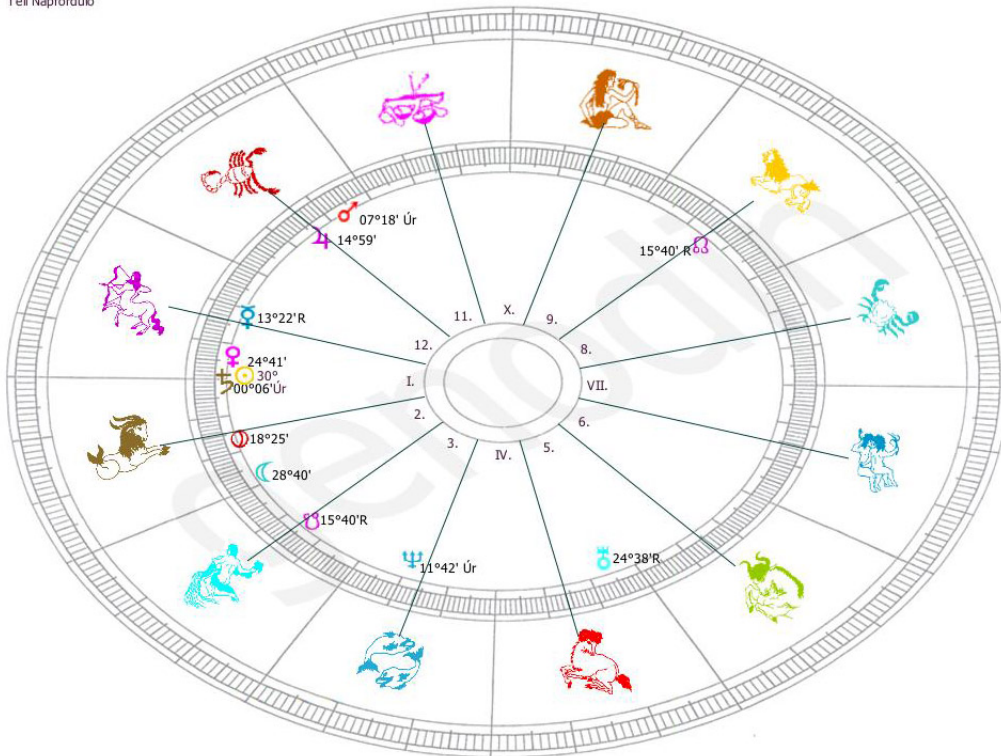 Téli Napforduló
07°18' Úr
14°59'
15°40' R
13°22'R
11.
X.
9.
12.
8.
24°41'
30°
00°06'Úr
I.
VII.
2.
6.
3.
IV.
5.
18°25'
28°40'
15°40'R
11°42' Úr
24°38'R